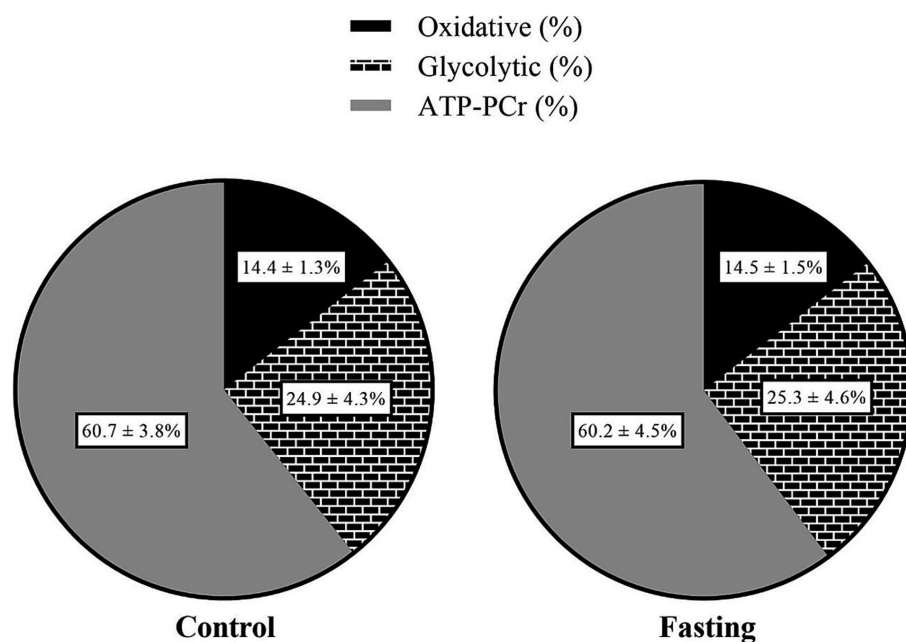 Oxidative (%)
Glycolytic (%)
ATP-PCr (%)
14.4 ± 1.3%
24.9 ± 4.3%
60.7 ± 3.8%
Control
14.5 ± 1.5%
25.3 ± 4.6%
60.2 ± 4.5%
Fasting